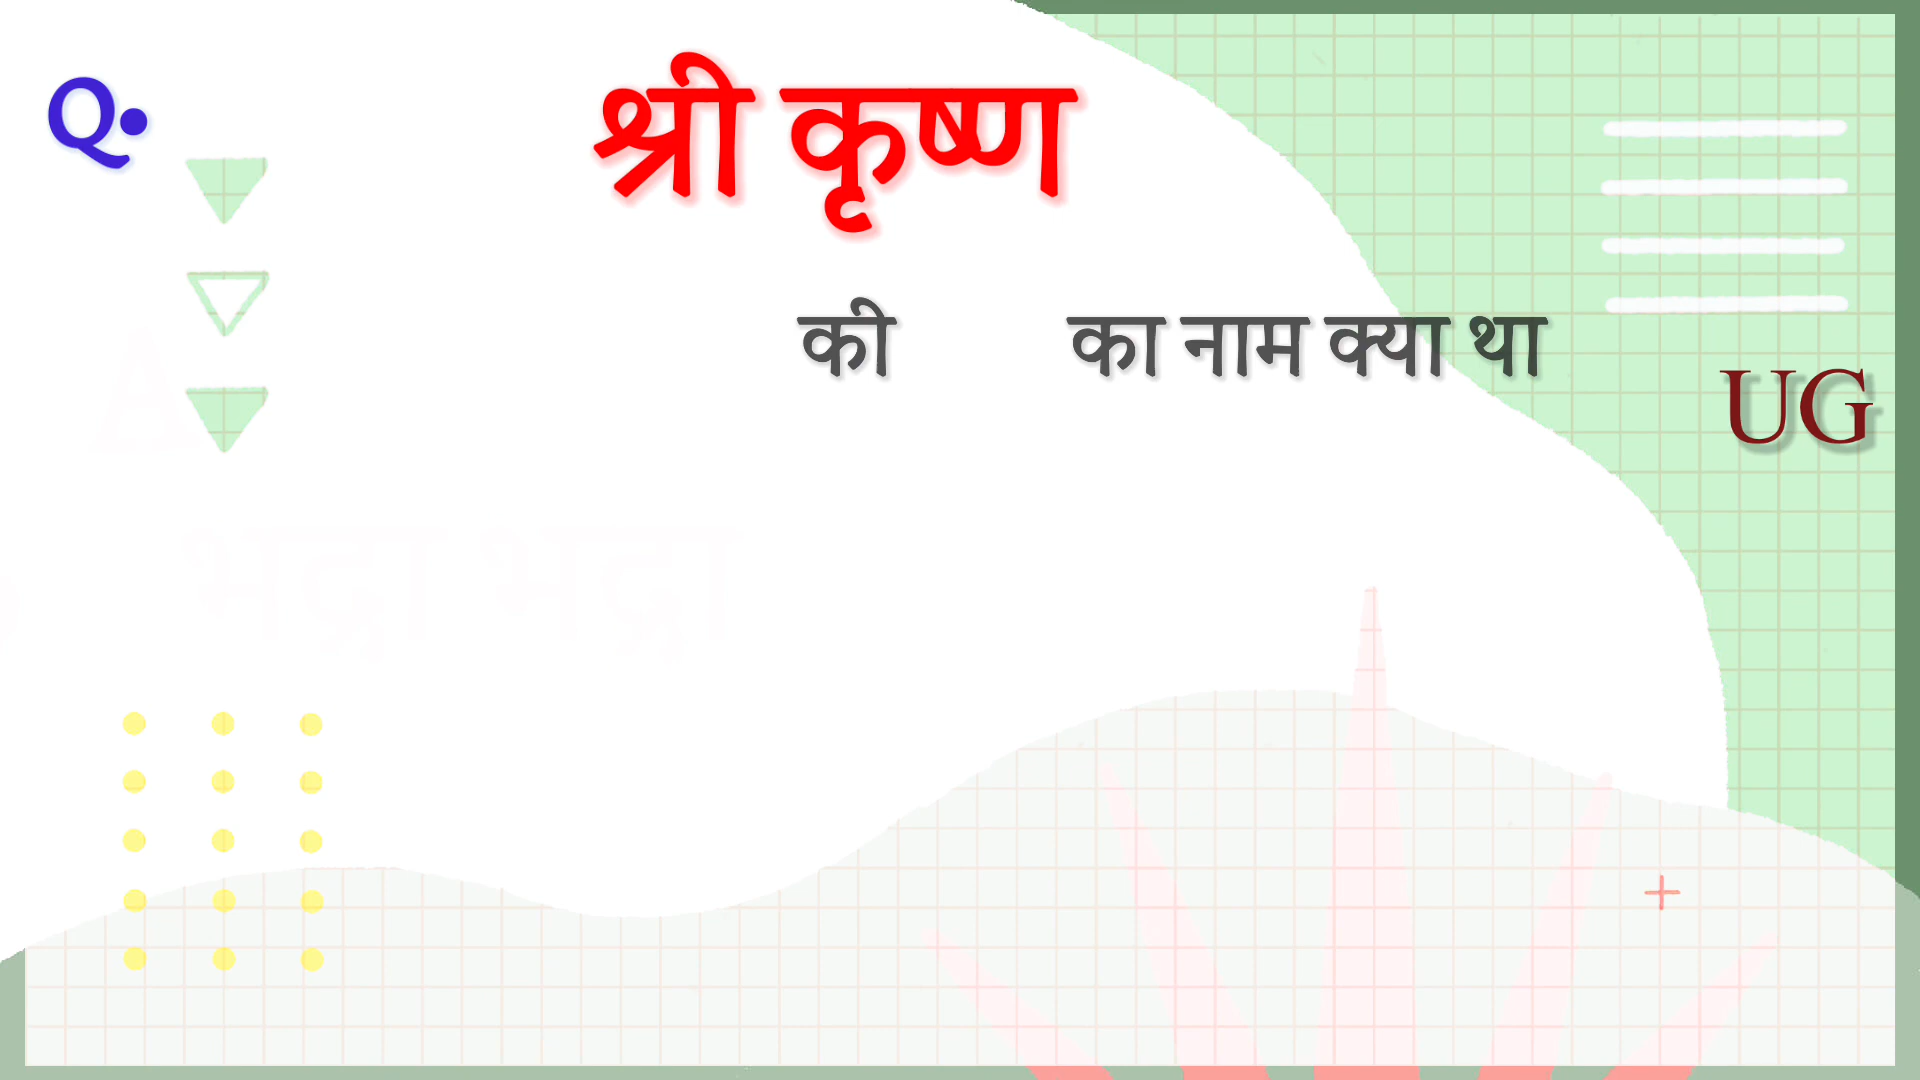 Q•
श्री कृष्ण
की का नाम क्या था
UG